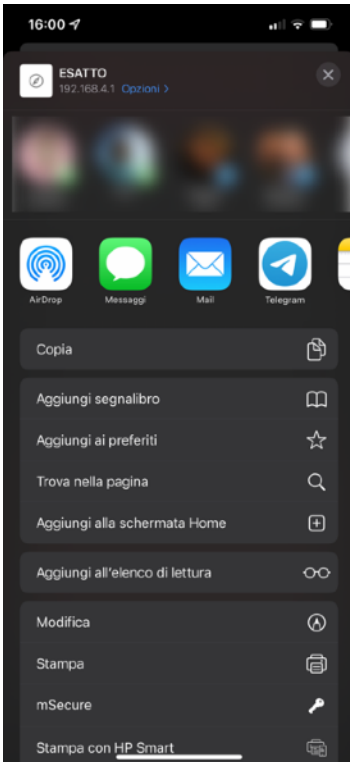 16:00
ESATTO
192.168.4.1 Opzioni >
AirDrop
Messaggi
Mail
Telegram
Copia
Aggiungi segnalibro
Aggiungi ai preferiti
Trova nella pagina
Aggiungi alla schermata Home
Aggiungi all'elenco di lettura
Modifica
Stampa
mSecure
Stampa con HP Smart